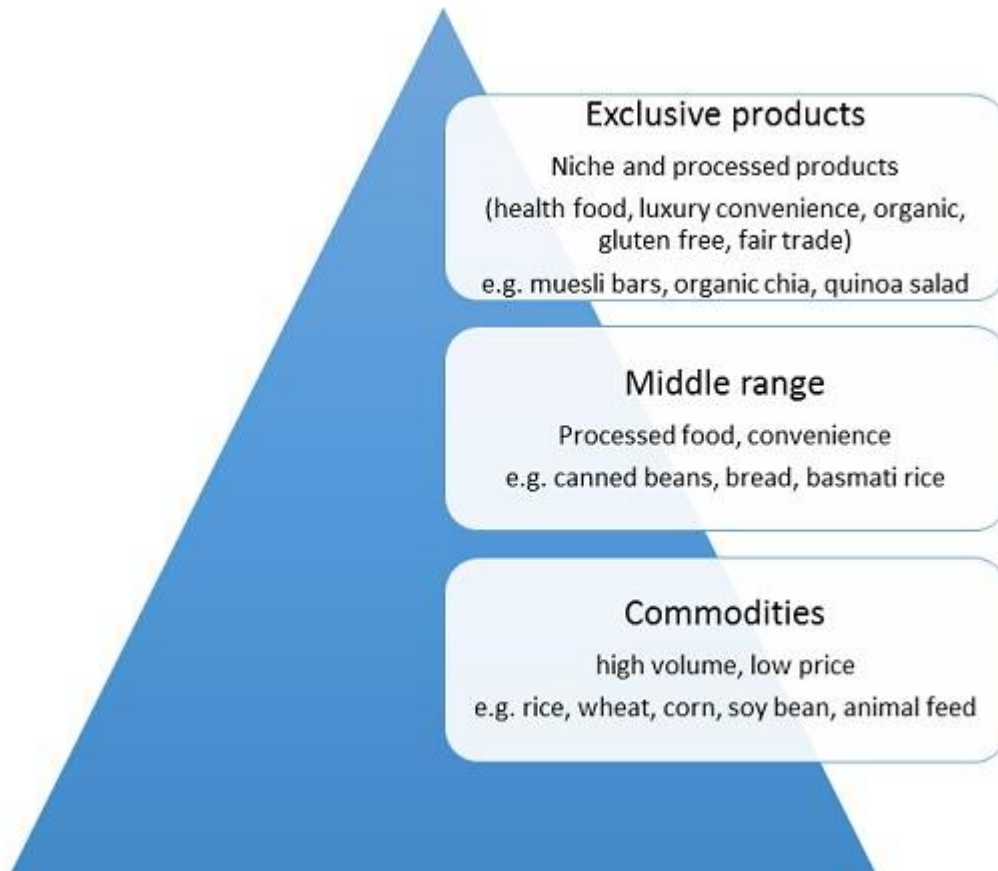 Exclusive products
Niche and processed products
(health food, luxury convenience, organic,
gluten free, fair trade)
e.g. muesli bars, organic chia, quinoa salad
Middle range
Processed food, convenience
e.g. canned beans, bread, basmati rice
Commodities
high volume, low price
e.g. rice, wheat, corn, soy bean, animal feed